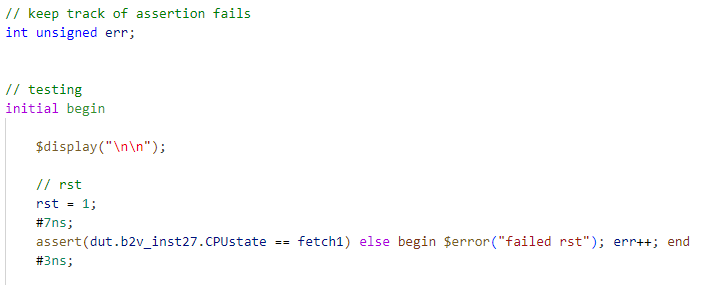 // keep track of assertion fails
int unsigned err;
// testing
initial begin
$display("\n\n");
// rst
rst = 1;
#7ns;
assert(dut.b2v_inst27.CPUstate == fetch1) else begin $error("failed rst"); err++; end
#3ns;